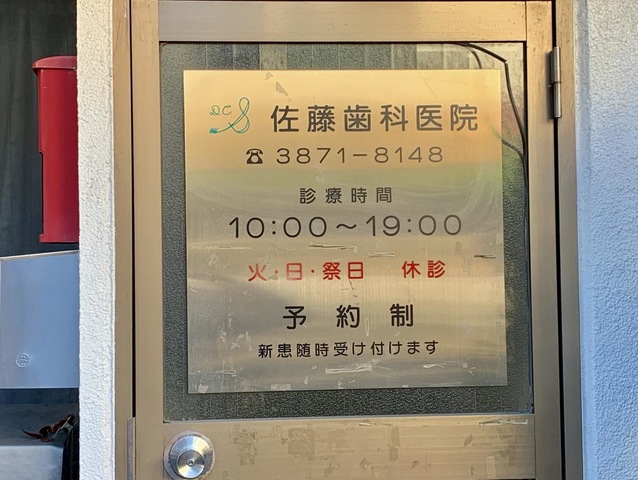 D.C S 佐藤歯科医院
☎ 3871-8148
診療時間
10:00～19:00
火・日・祭日 休診
予約制
新患随時受け付けます